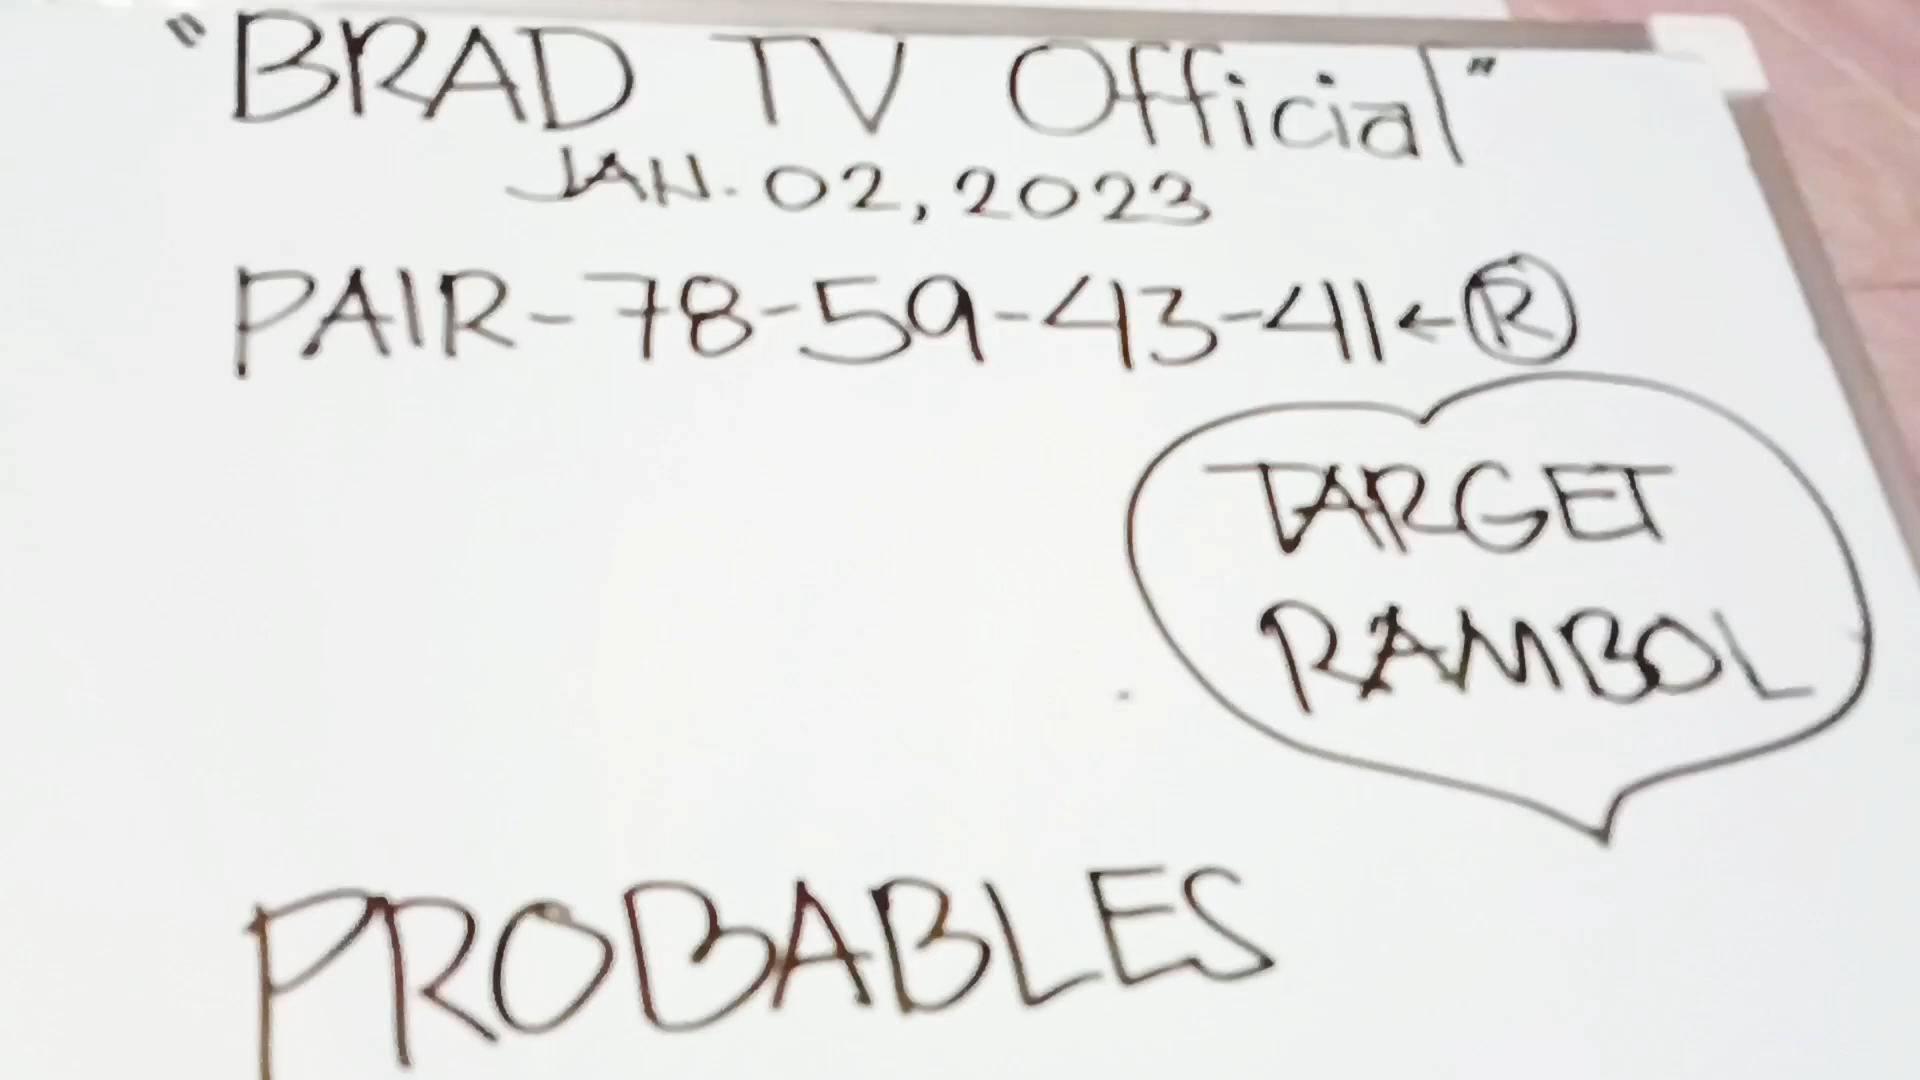 "BRAD TV Official"
JAN. 02, 2023
PAIR-78-59-43-41←Ⓡ
TARGET
RAMBOL
PROBABLES